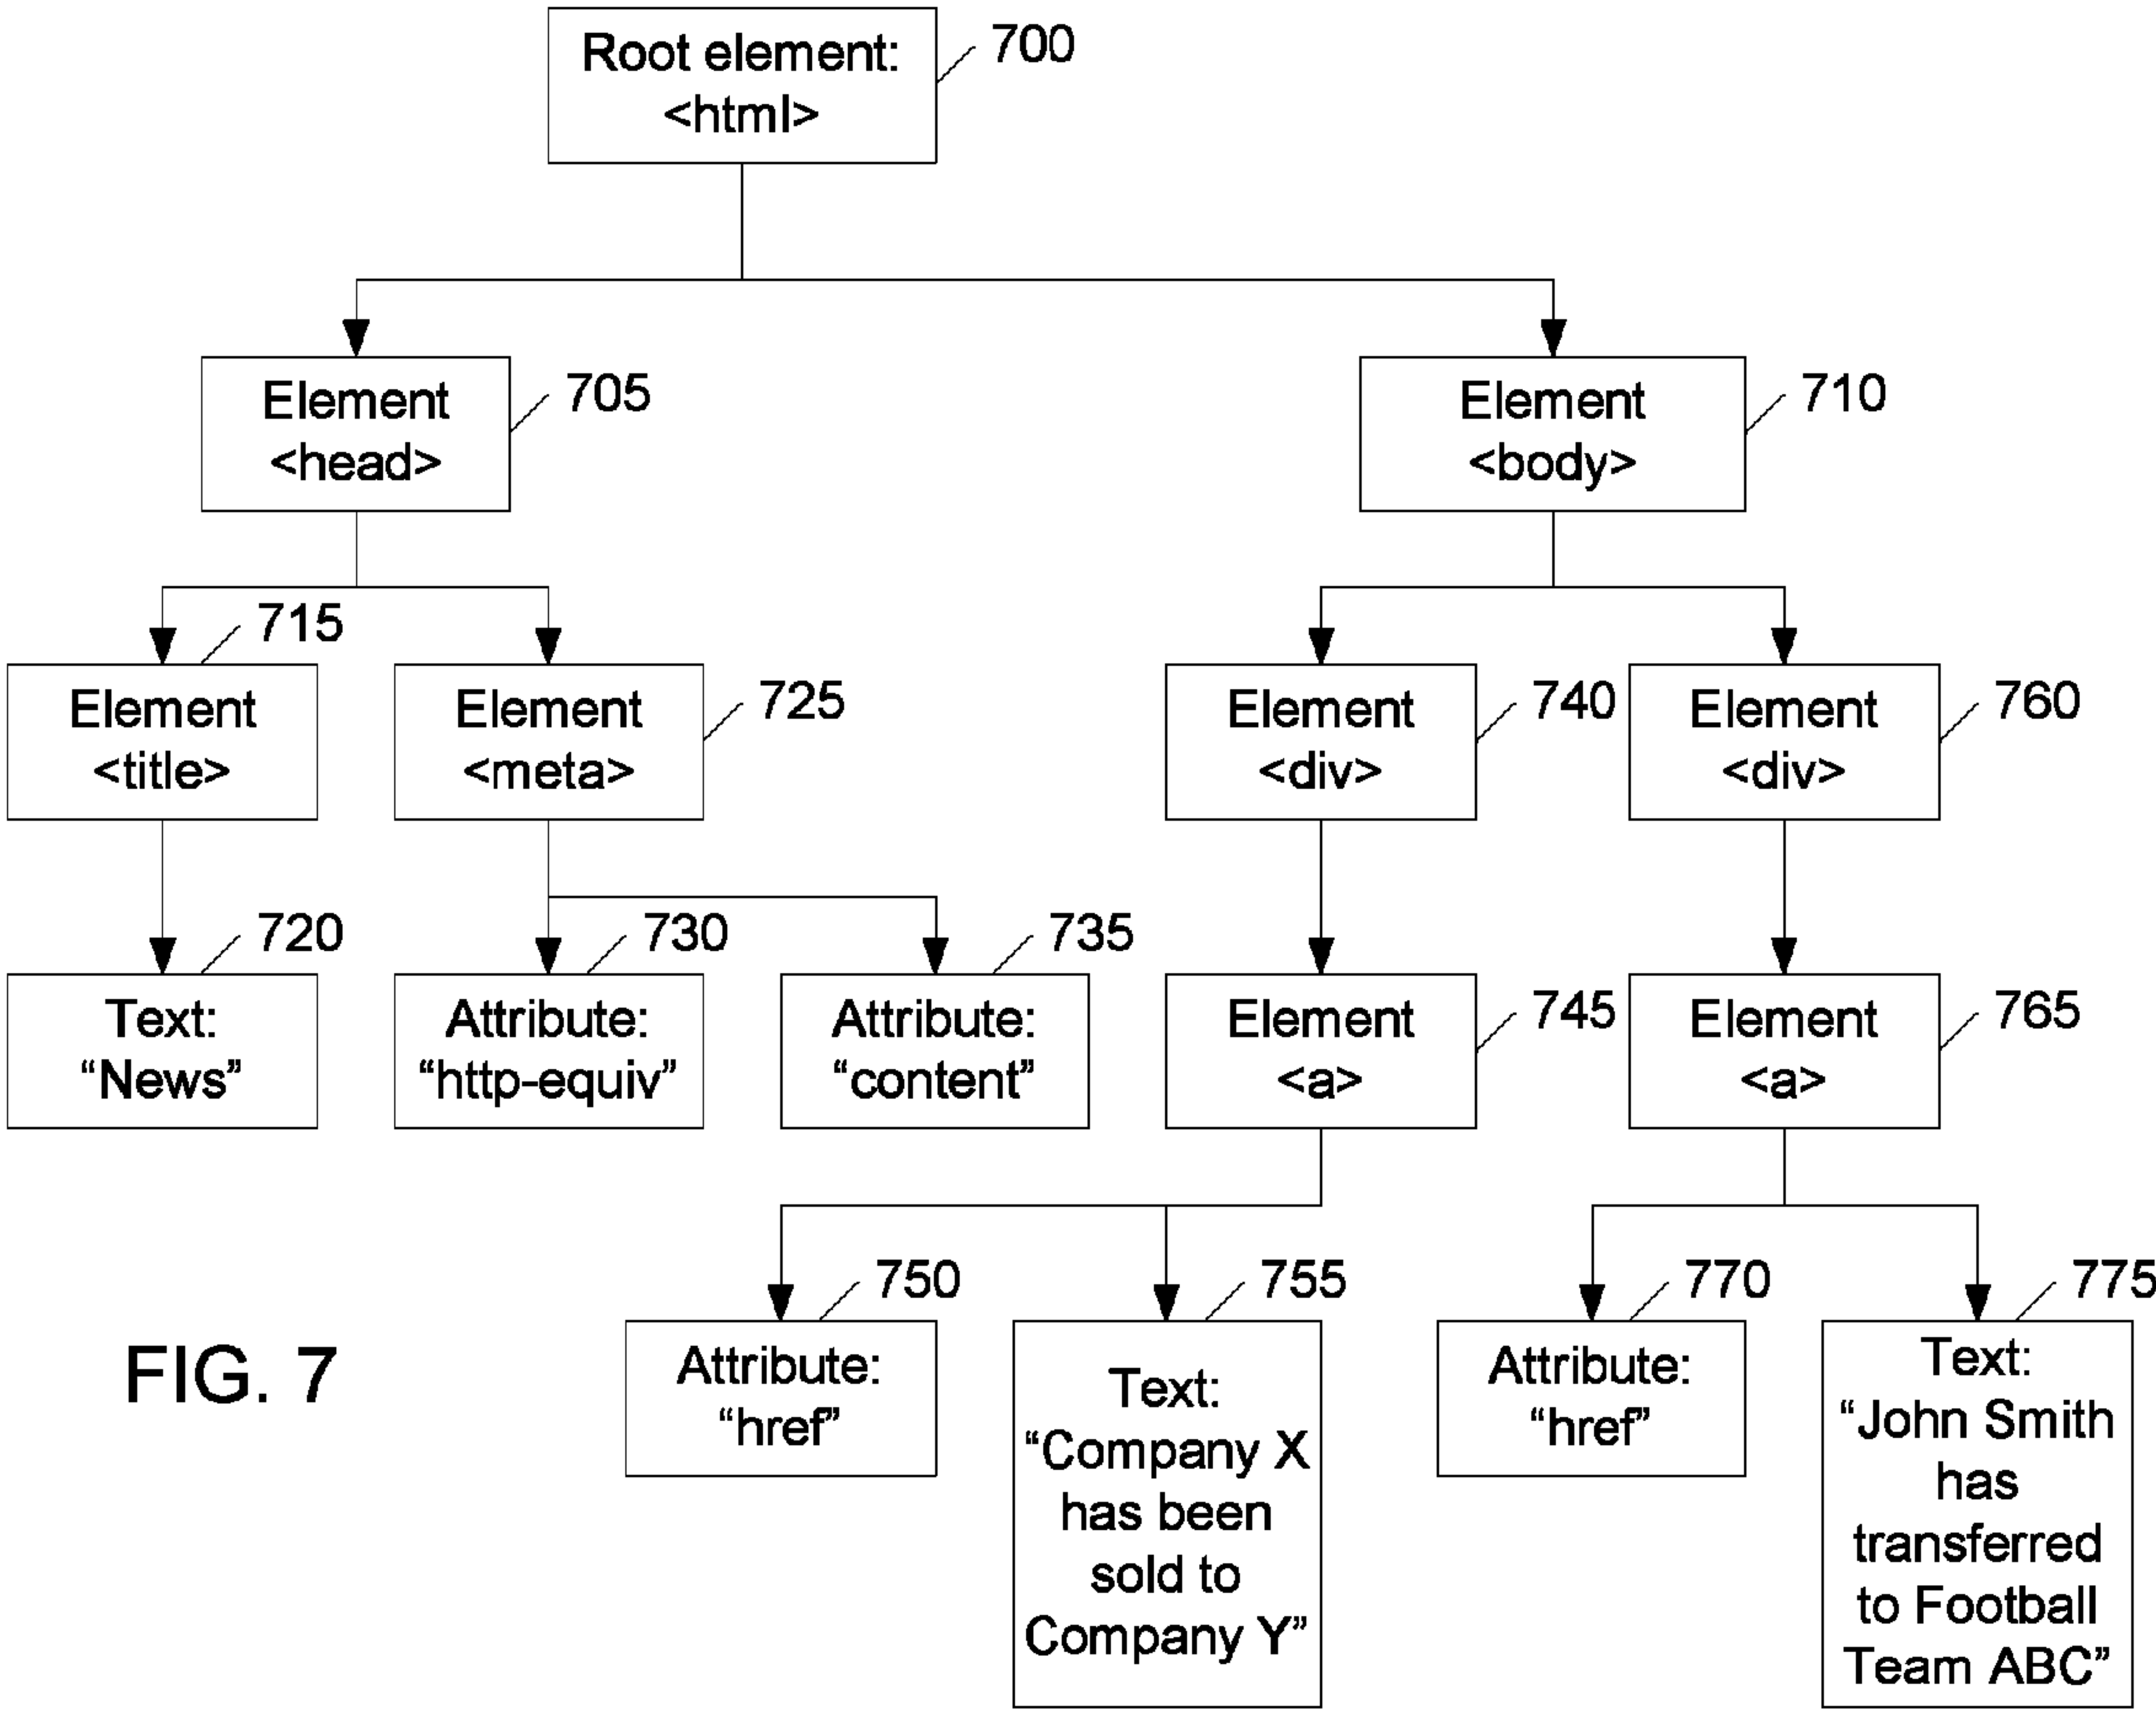 Root element:
<html>
700
Element
<head>
705
Element
<body>
710
715
Element
<title>
Element
<meta>
725
Element
<div>
740
Element
<div>
760
720
Text:
“News”
730
Attribute:
“http-equiv”
735
Attribute:
“content”
Element
<a>
745
Element
<a>
765
750
Attribute:
“href”
755
Text:
“Company X
has been
sold to
Company Y”
770
Attribute:
“href”
775
Text:
“John Smith
has
transferred
to Football
Team ABC”
FIG. 7